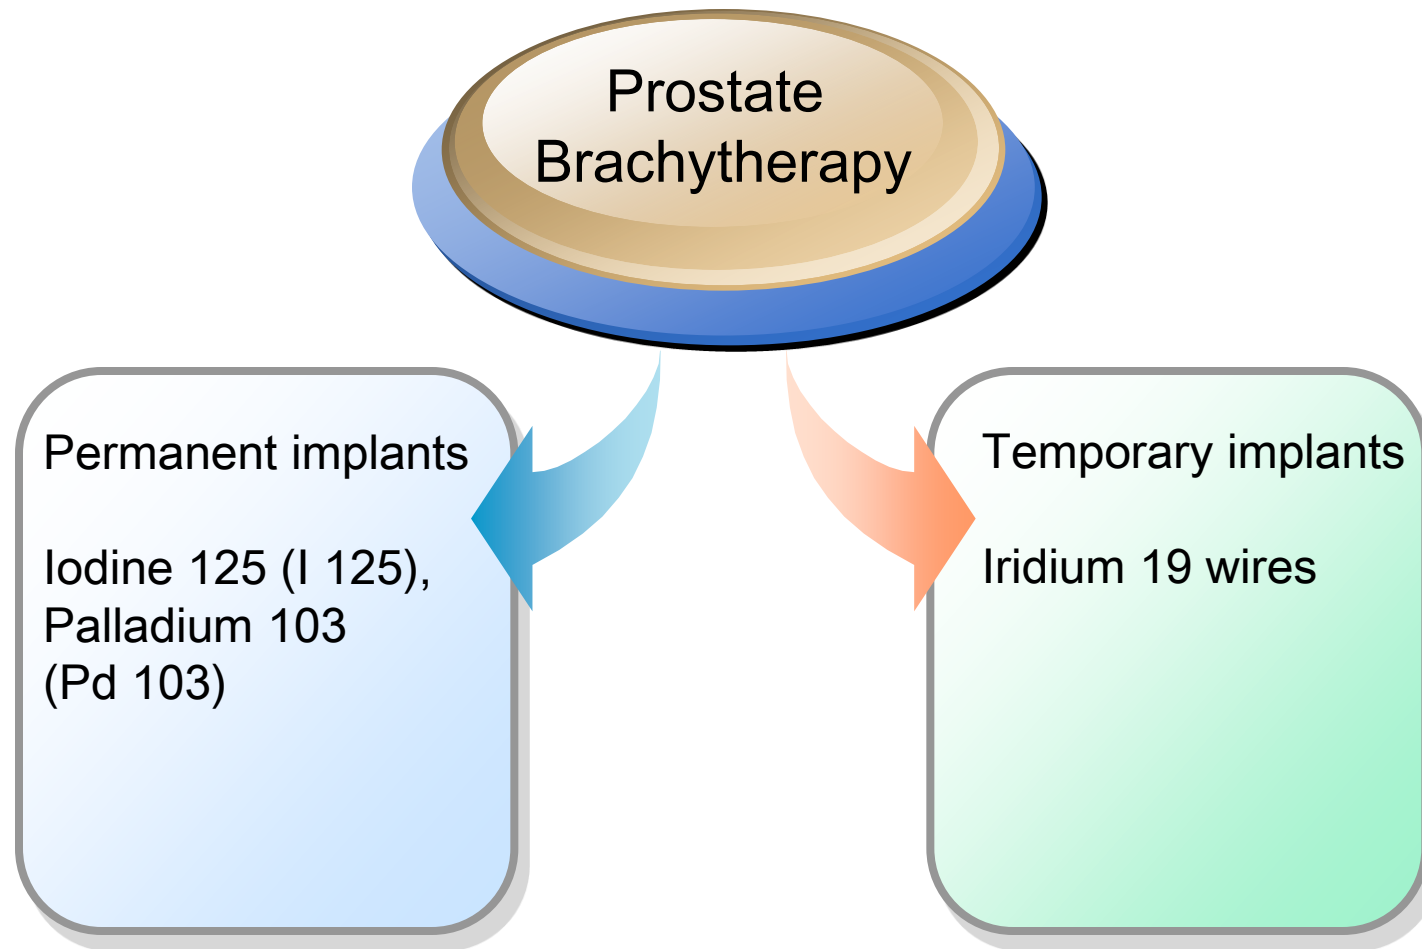 Prostate
Brachytherapy
Permanent implants
Iodine 125 (I 125),
Palladium 103
(Pd 103)
Temporary implants
Iridium 19 wires